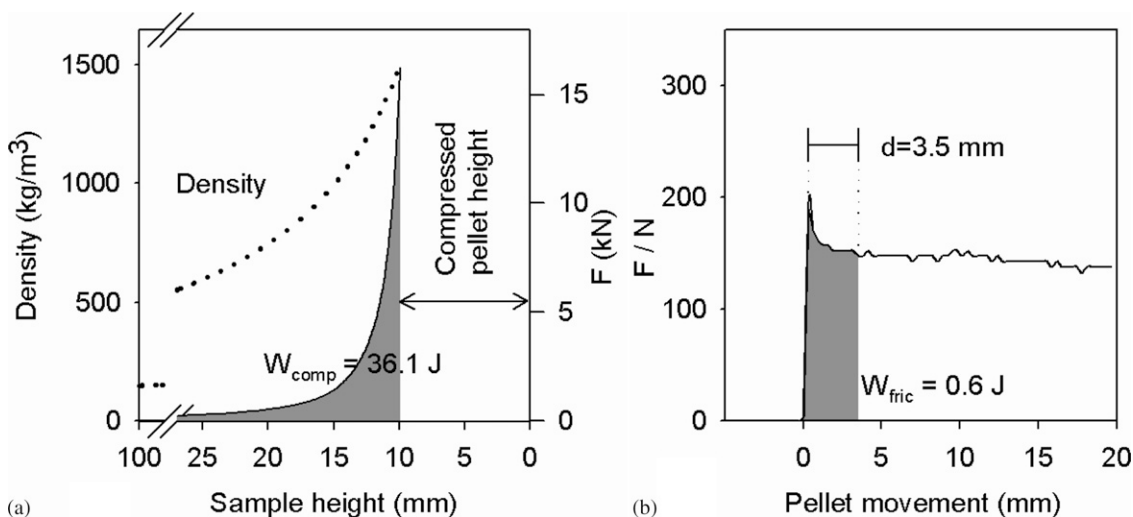 1500
1000
500
0
Density (kg/m³)
Density
W_comp = 36.1 J
Compressed
pellet height
15
10
5
0
F (kN)
100 25 20 15 10 5 0
Sample height (mm)
(a)
300
200
100
0
F / N
d=3.5 mm
W_fric = 0.6 J
0 5 10 15 20
Pellet movement (mm)
(b)